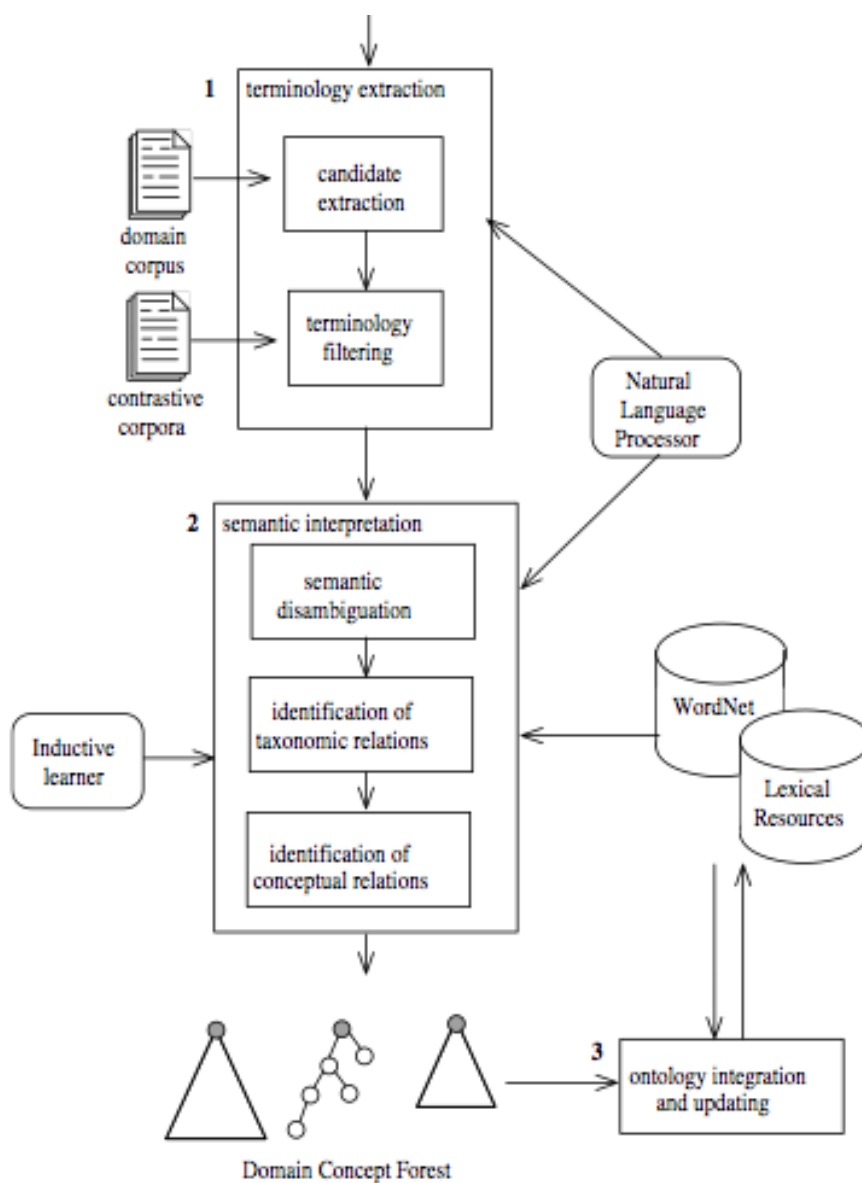 1
terminology extraction
candidate
extraction
domain
corpus
terminology
filtering
contrastive
corpora
Natural
Language
Processor
2
semantic interpretation
semantic
disambiguation
identification of
taxonomic relations
identification of
conceptual relations
Inductive
learner
WordNet
Lexical
Resources
3
ontology integration
and updating
Domain Concept Forest